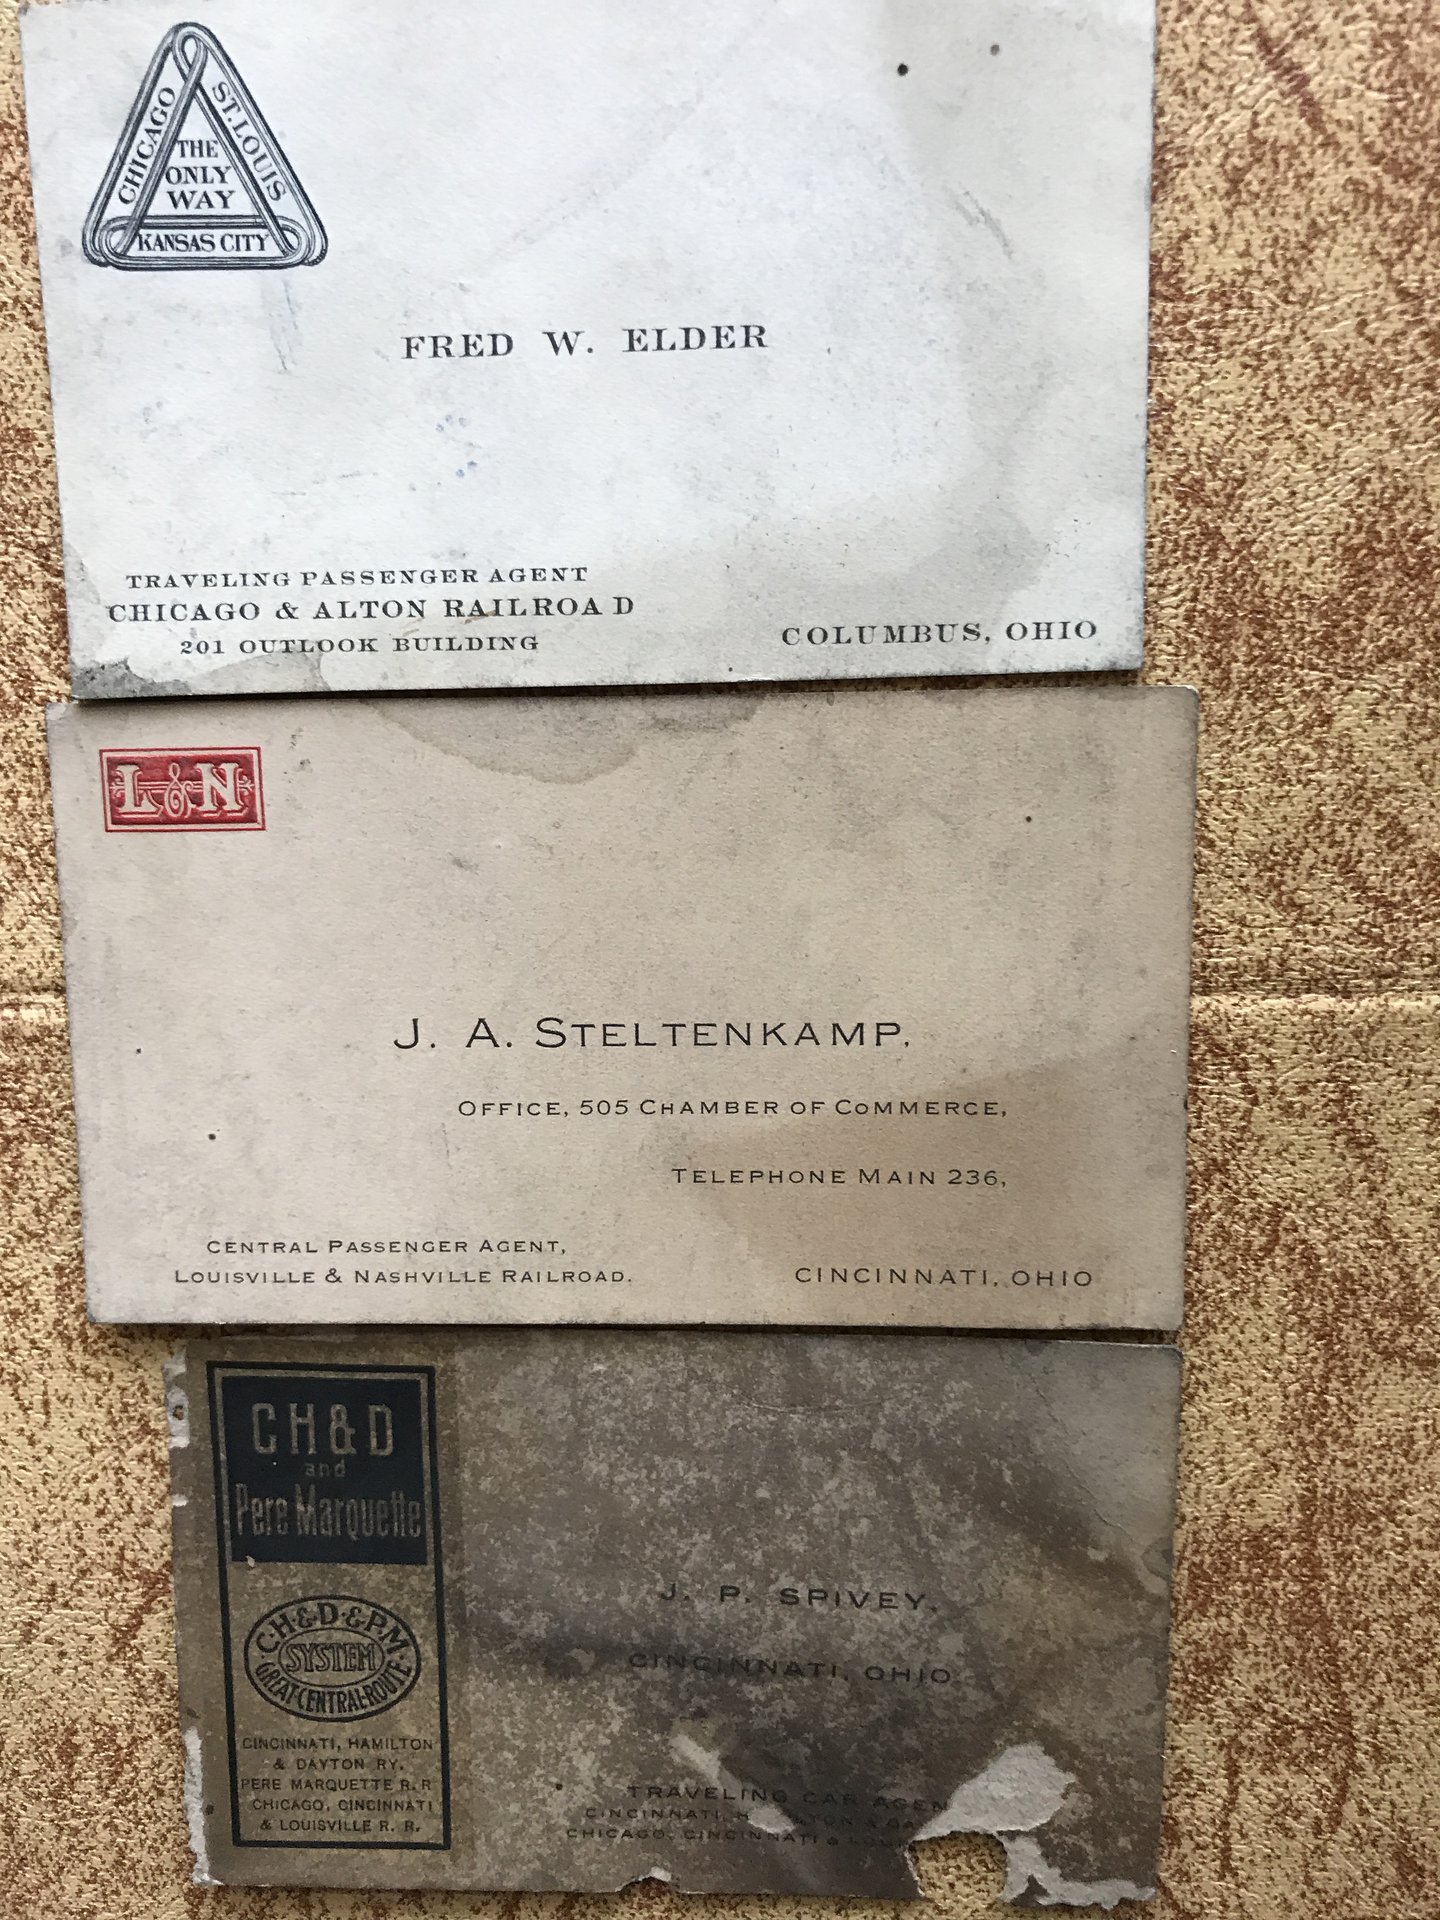 CHICAGO
ST. LOUIS
THE
ONLY
WAY
KANSAS CITY
FRED W. ELDER
TRAVELING PASSENGER AGENT
CHICAGO & ALTON RAILROAD
201 OUTLOOK BUILDING
COLUMBUS, OHIO
L&N
J. A. STELTENKAMP.
OFFICE, 505 CHAMBER OF COMMERCE,
TELEPHONE MAIN 236,
CENTRAL PASSENGER AGENT,
LOUISVILLE & NASHVILLE RAILROAD.
CINCINNATI, OHIO
CH&D
and
Pere Marquette
C·H·&·D·&·P·M·
SYSTEM
GREAT·CENTRAL·ROUTE
CINCINNATI, HAMILTON
& DAYTON RY.
PERE MARQUETTE R. R
CHICAGO, CINCINNATI
& LOUISVILLE R. R.
J. P. SPIVEY,
CINCINNATI, OHIO.
TRAVELING CAR AGEN
CINCINNATI,
CHICAGO, CINCINNATI &